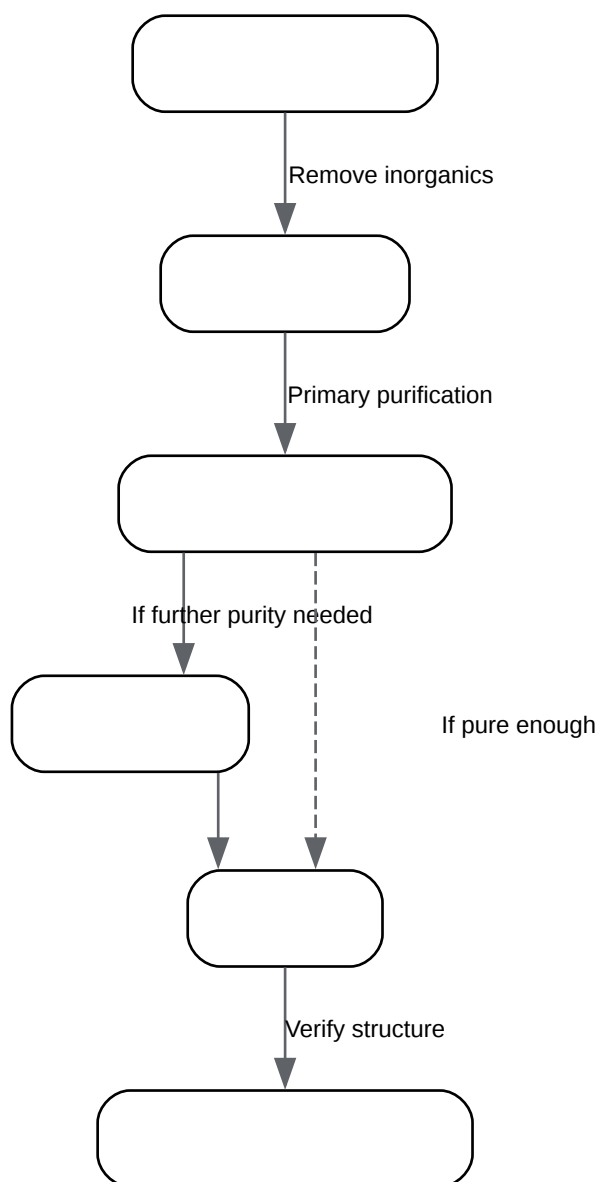 Remove inorganics
Primary purification
If further purity needed
If pure enough
Verify structure